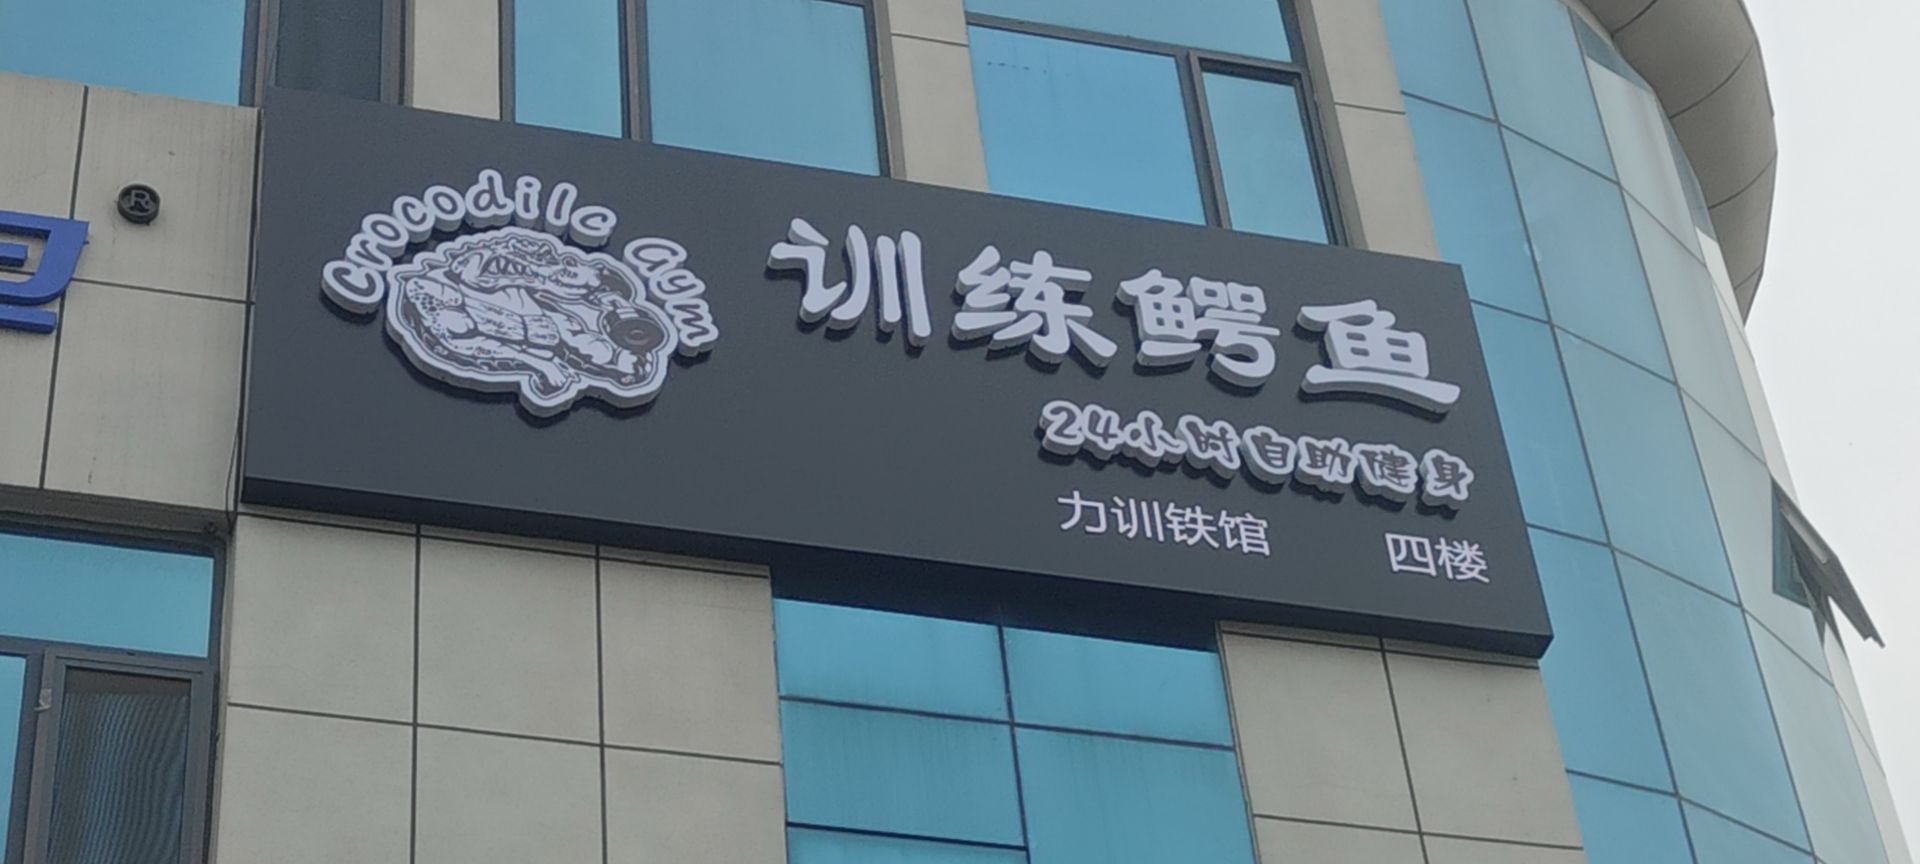 Crocodile Gym
训练鳄鱼
24小时自助健身
力训铁馆 四楼
®